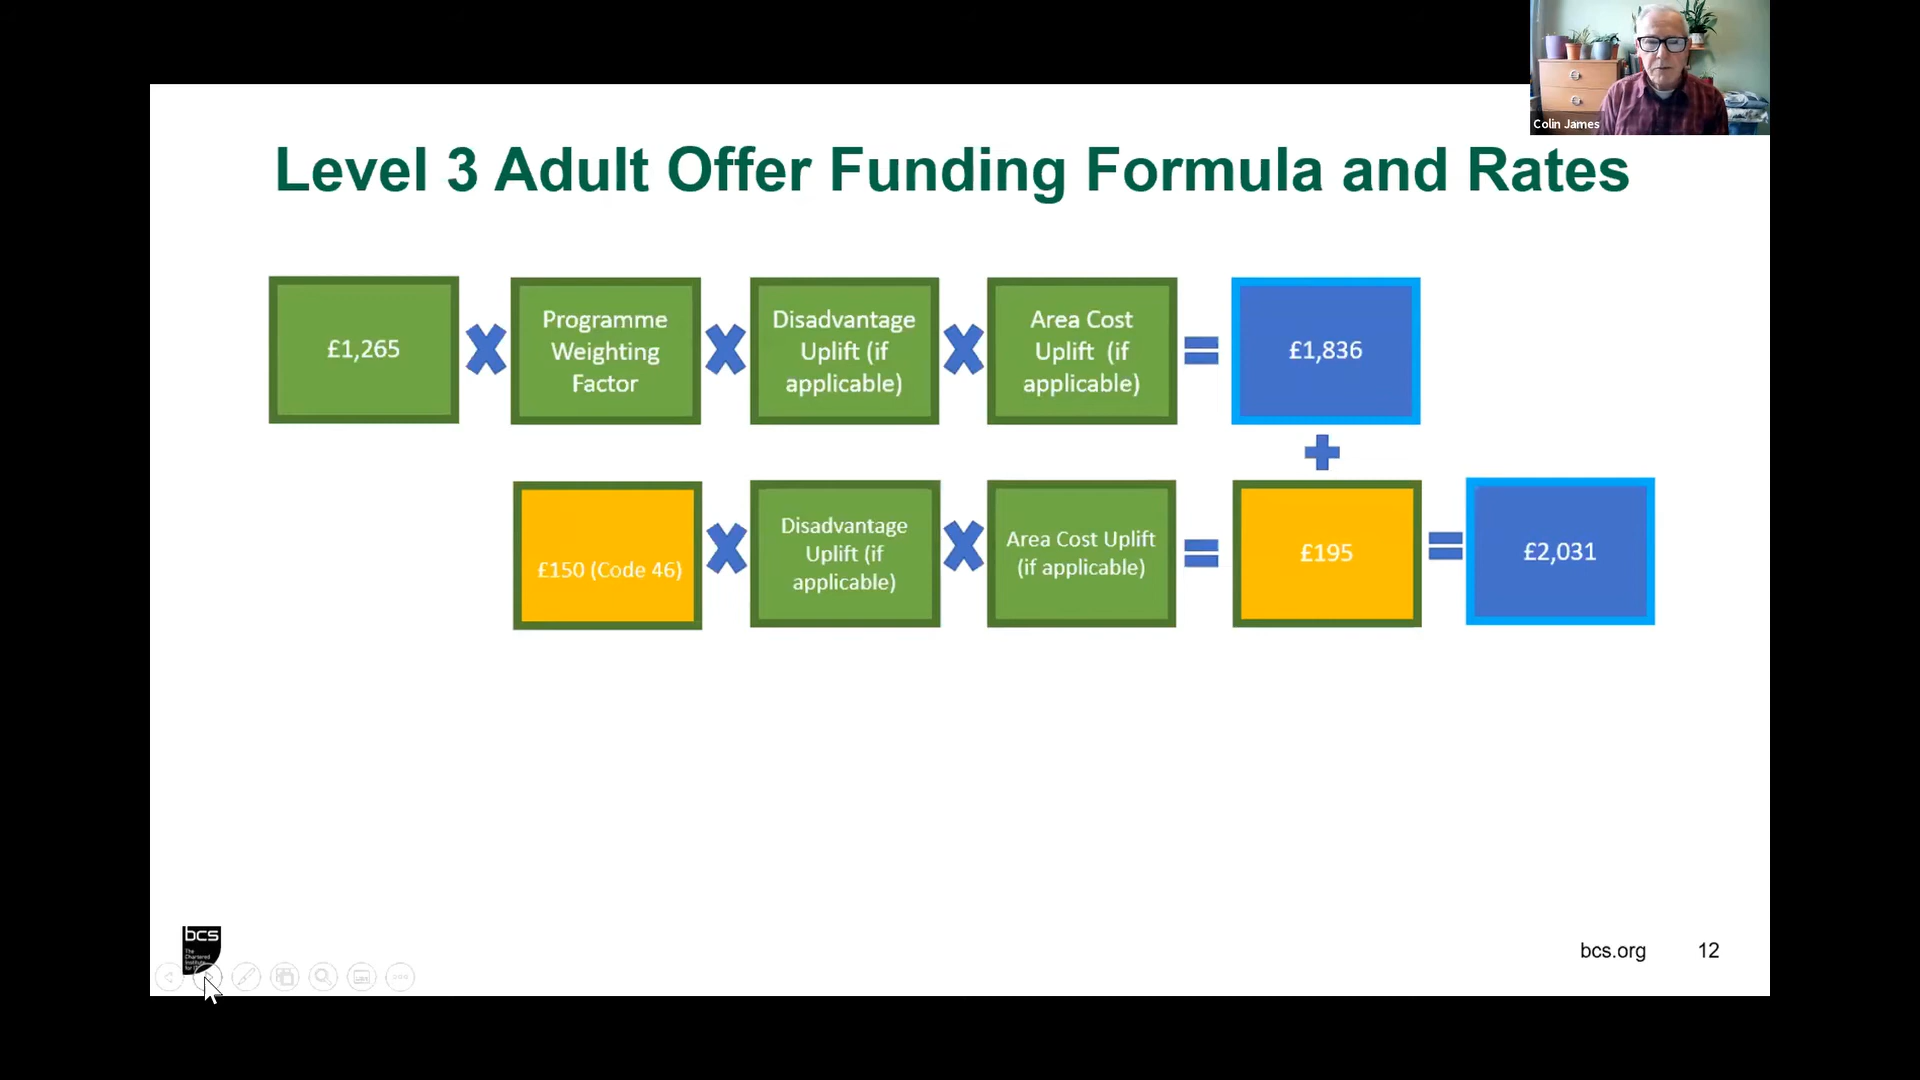 Colin James
Level 3 Adult Offer Funding Formula and Rates
£1,265
Programme
Weighting
Factor
Disadvantage
Uplift (if
applicable)
Area Cost
Uplift (if
applicable)
£1,836
£150 (Code 46)
Disadvantage
Uplift (if
applicable)
Area Cost Uplift
(if applicable)
£195
£2,031
bcs
The
Chartered
Institute
bcs.org
12